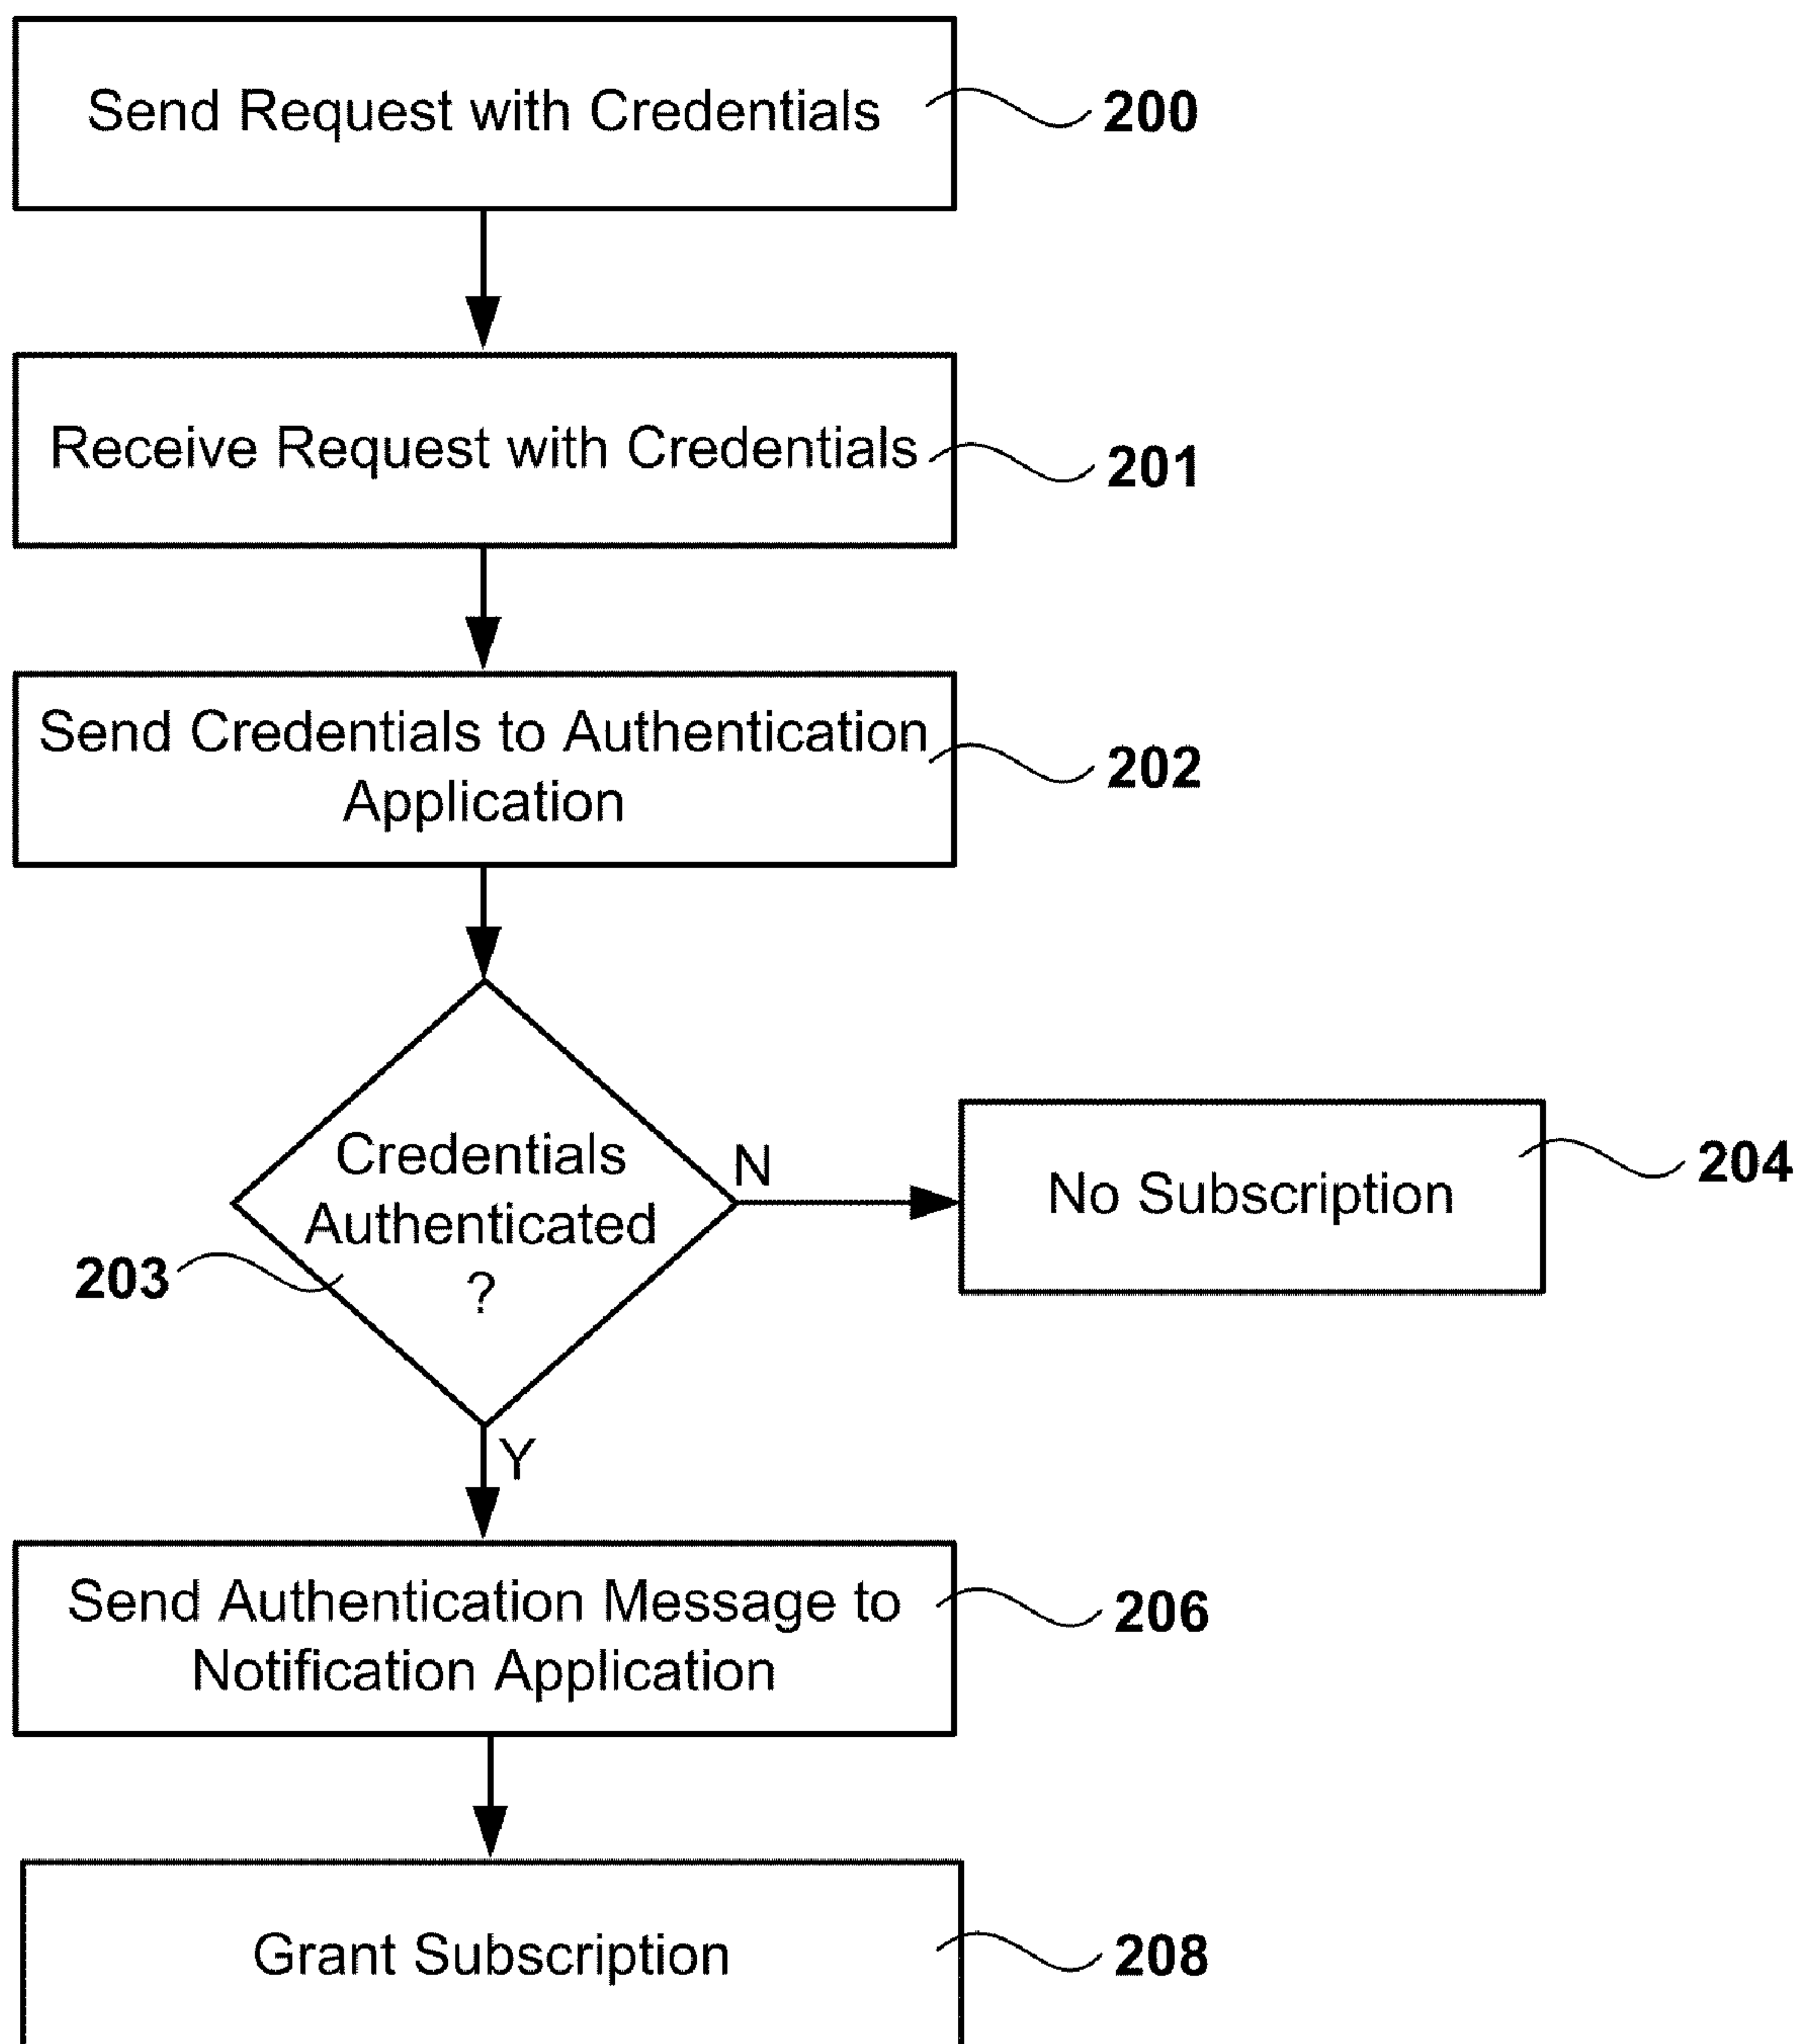 Send Request with Credentials
200
Receive Request with Credentials
201
Send Credentials to Authentication
Application
202
Credentials
Authenticated
?
203
N
No Subscription
204
Y
Send Authentication Message to
Notification Application
206
Grant Subscription
208